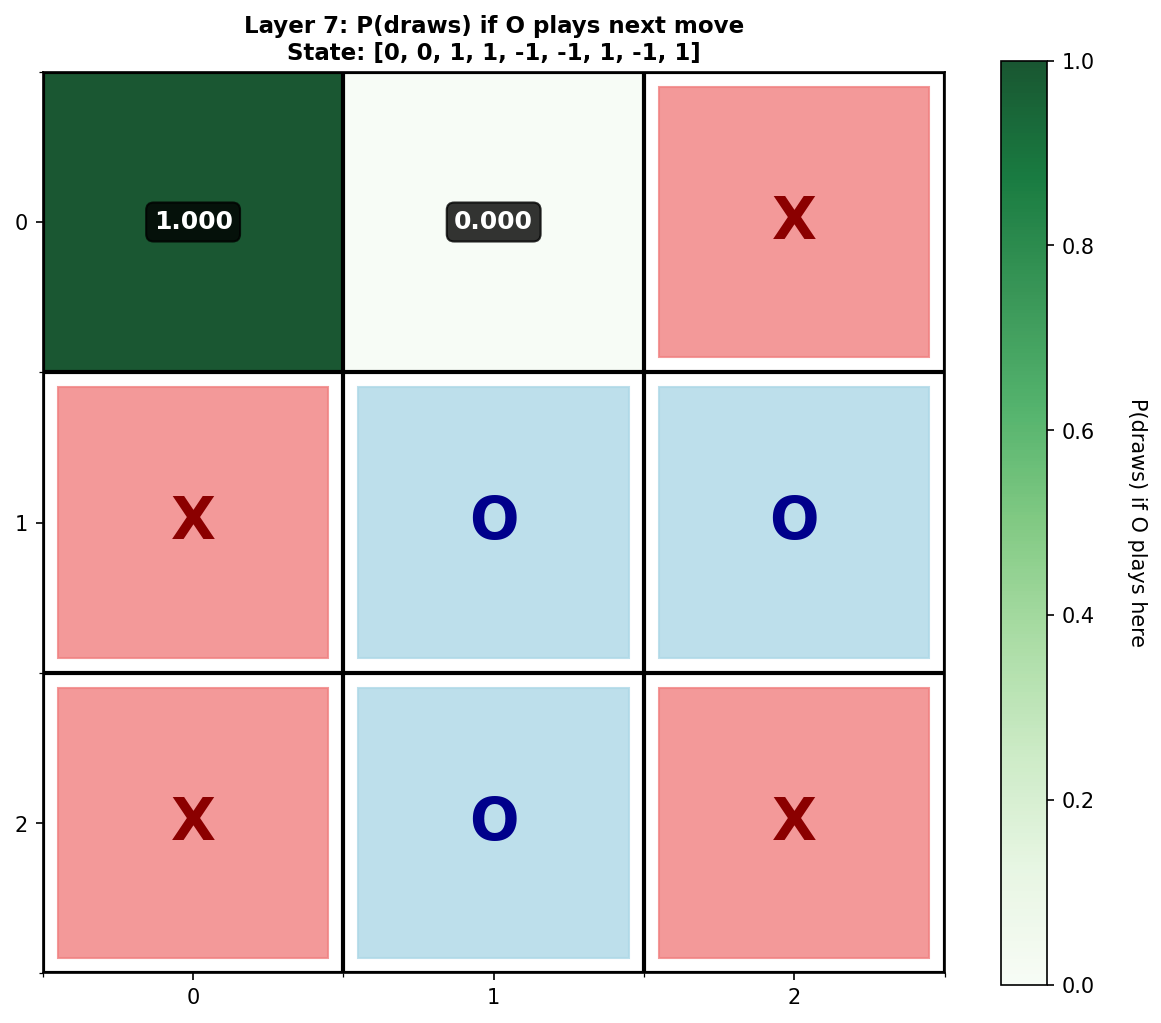 Layer 7: P(draws) if O plays next move
State: [0, 0, 1, 1, -1, -1, 1, -1, 1]
1.0
0.8
0.6
0.4
0.2
0.0
P(draws) if O plays here
0
1.000
0.000
X
1
X
O
O
2
X
O
X
0
1
2